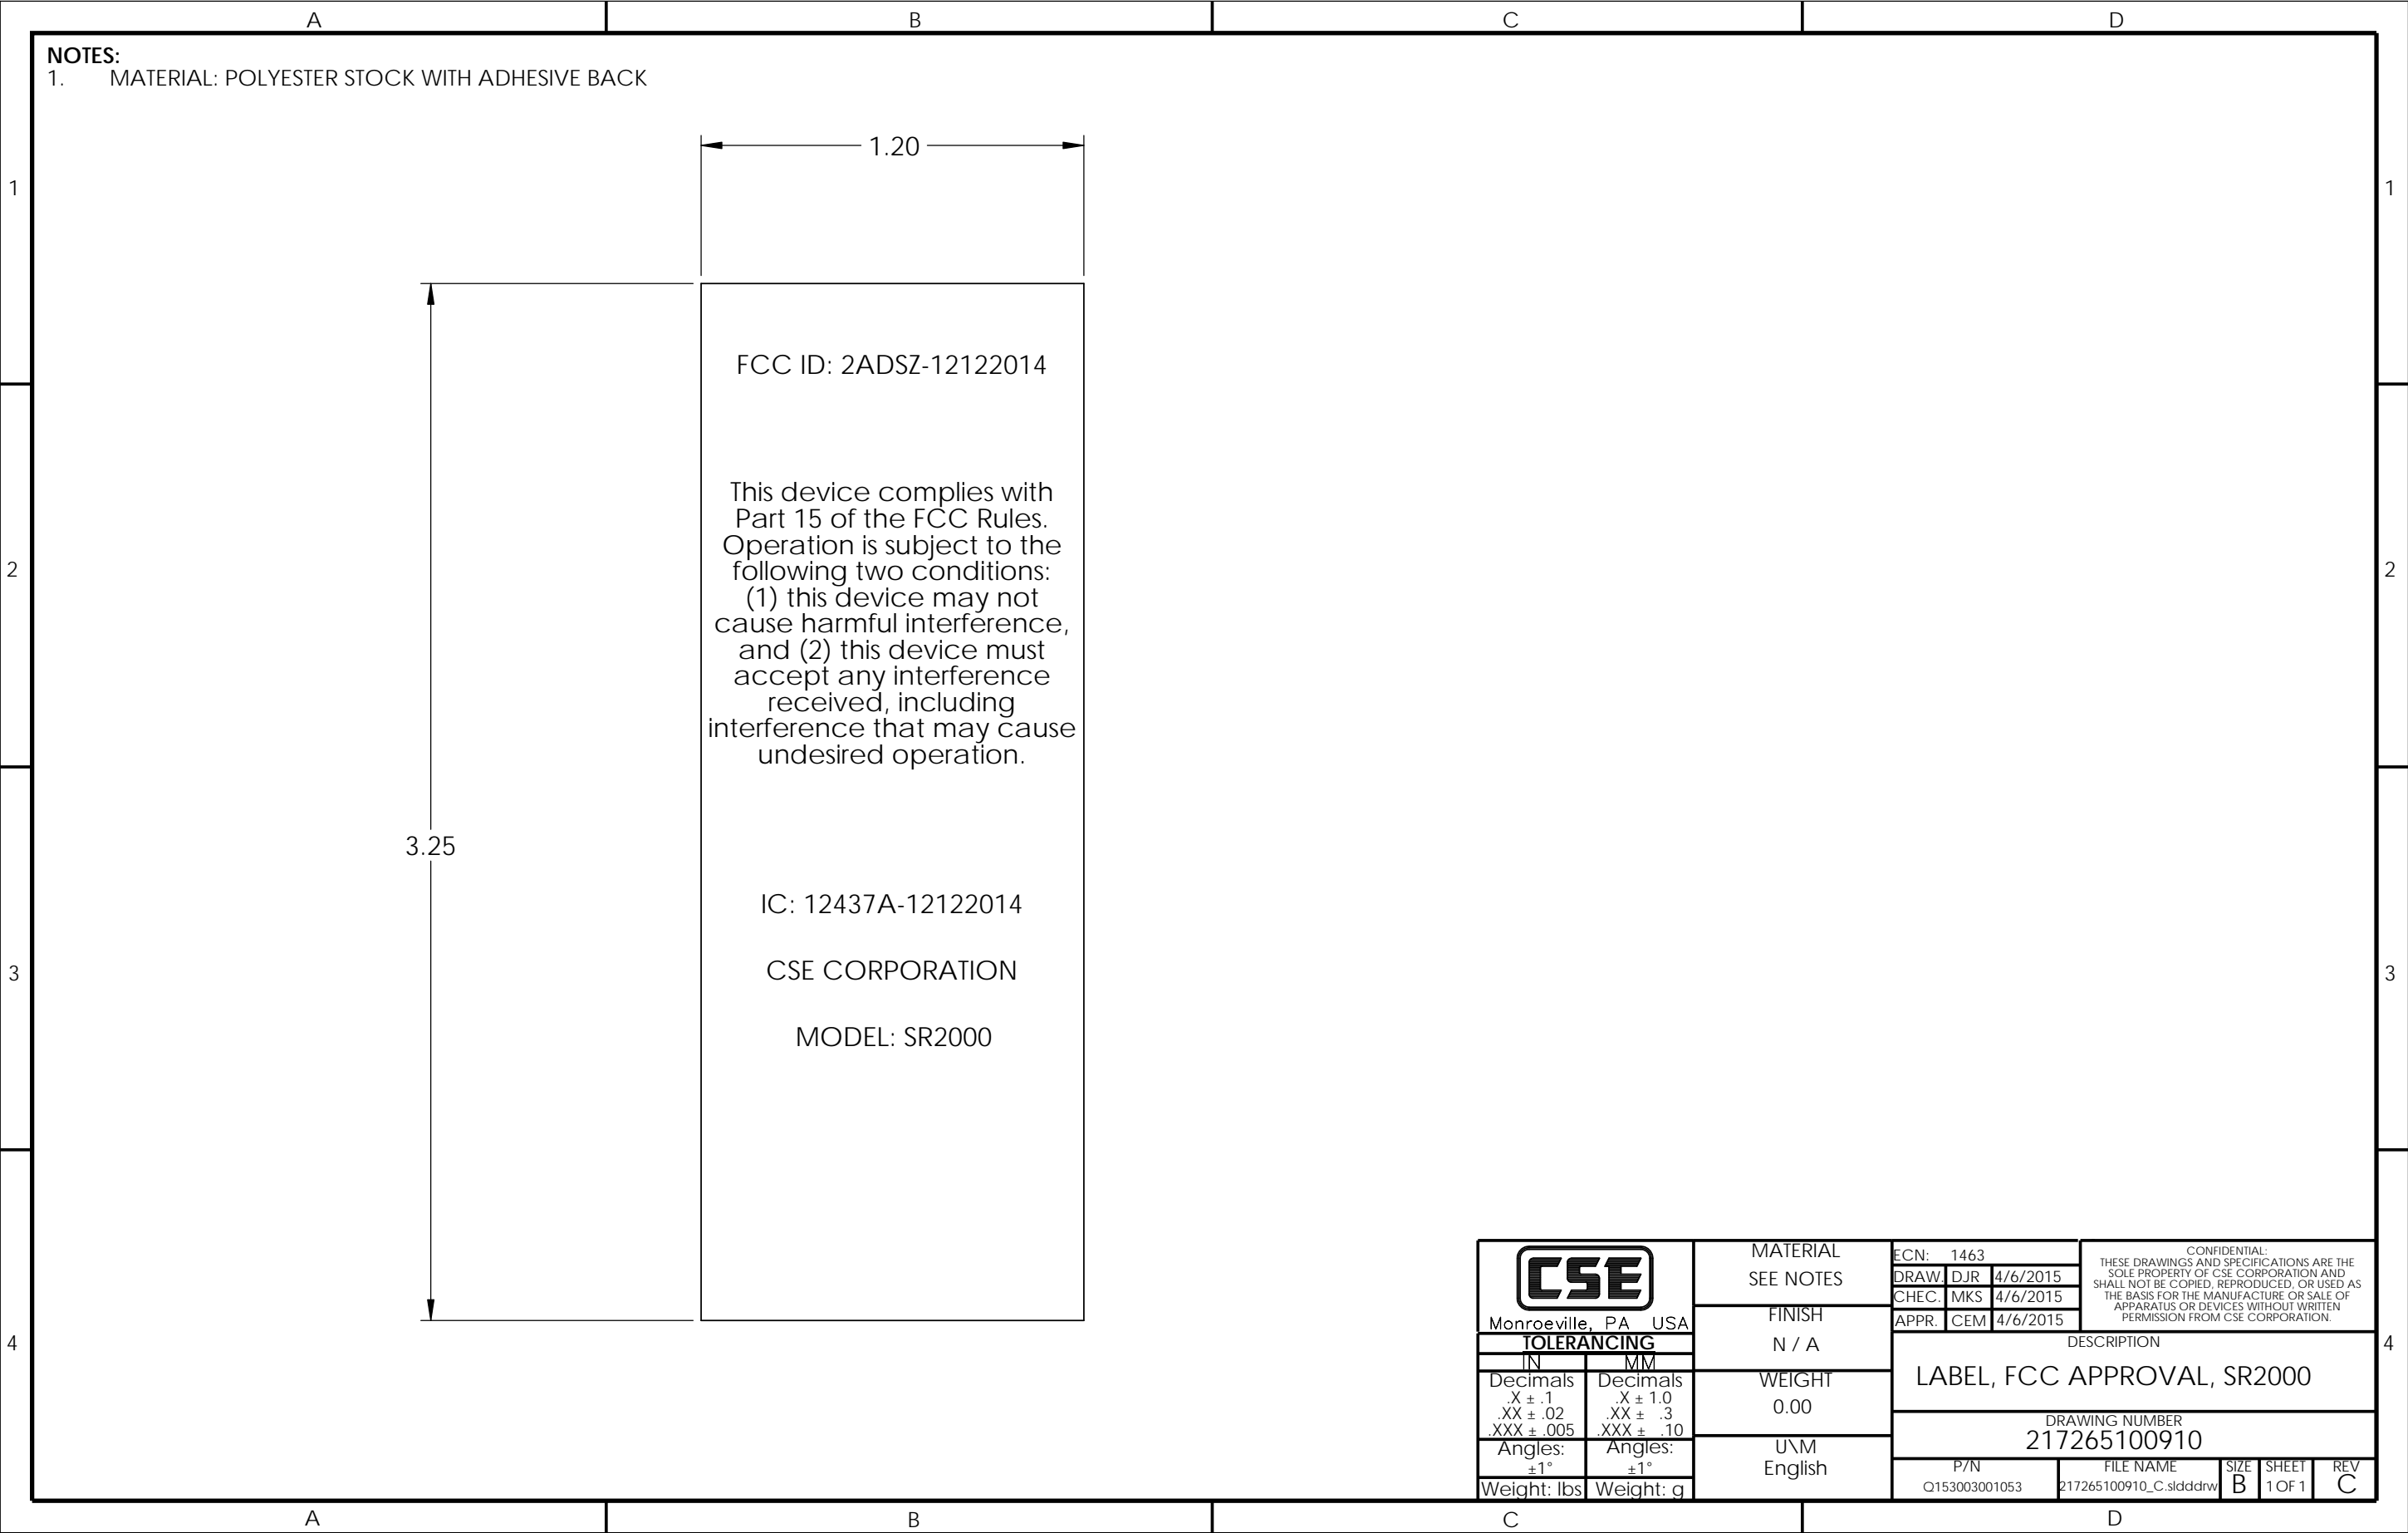 A B C D
NOTES:
1. MATERIAL: POLYESTER STOCK WITH ADHESIVE BACK
1.20
1 1
FCC ID: 2ADSZ-12122014
This device complies with
Part 15 of the FCC Rules.
Operation is subject to the
following two conditions:
(1) this device may not
cause harmful interference,
and (2) this device must
accept any interference
received, including
interference that may cause
undesired operation.
2 2
3.25
IC: 12437A-12122014
CSE CORPORATION
MODEL: SR2000
3 3
4 4
CSE
Monroeville, PA USA
TOLERANCING
IN MM
Decimals Decimals
.X ± .1 .X ± 1.0
.XX ± .02 .XX ± .3
.XXX ± .005 .XXX ± .10
Angles: Angles:
±1° ±1°
Weight: lbs Weight: g
MATERIAL
SEE NOTES
FINISH
N / A
WEIGHT
0.00
U\M
English
ECN: 1463
DRAW. DJR 4/6/2015
CHEC. MKS 4/6/2015
APPR. CEM 4/6/2015
CONFIDENTIAL:
THESE DRAWINGS AND SPECIFICATIONS ARE THE
SOLE PROPERTY OF CSE CORPORATION AND
SHALL NOT BE COPIED, REPRODUCED, OR USED AS
THE BASIS FOR THE MANUFACTURE OR SALE OF
APPARATUS OR DEVICES WITHOUT WRITTEN
PERMISSION FROM CSE CORPORATION.
DESCRIPTION
LABEL, FCC APPROVAL, SR2000
DRAWING NUMBER
217265100910
P/N FILE NAME SIZE SHEET REV
Q153003001053 217265100910_C.slddrw B 1 OF 1 C
A B C D